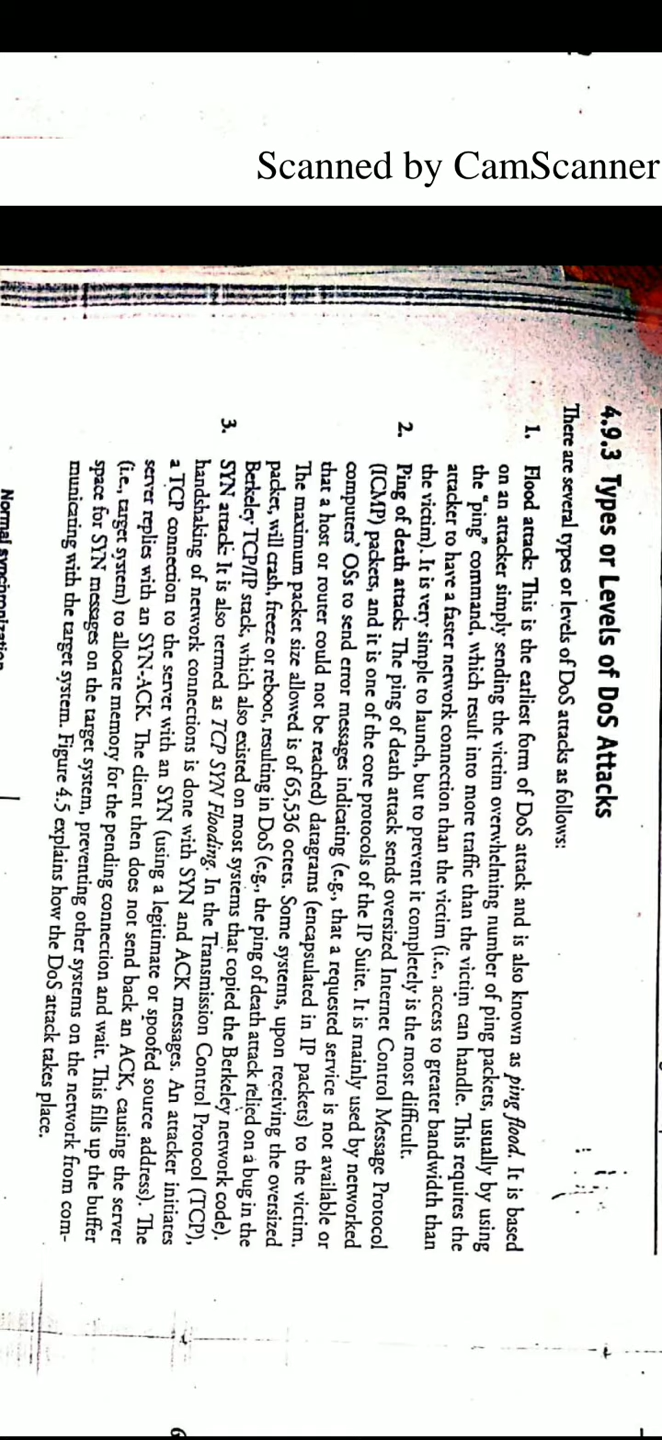 Scanned by CamScanner
4.9.3 Types or Levels of DoS Attacks
There are several types or levels of DoS attacks as follows:
1. Flood attack: This is the earliest form of DoS attack and is also known as ping flood. It is based
on an attacker simply sending the victim overwhelming number of ping packets, usually by using
the "ping" command, which result into more traffic than the victim can handle. This requires the
attacker to have a faster network connection than the victim (i.e., access to greater bandwidth than
the victim). It is very simple to launch, but to prevent it completely is the most difficult.
2. Ping of death attack: The ping of death attack sends oversized Internet Control Message Protocol
(ICMP) packets, and it is one of the core protocols of the IP Suite. It is mainly used by networked
computers' OSs to send error messages indicating (e.g., that a requested service is not available or
that a host or router could not be reached) datagrams (encapsulated in IP packets) to the victim.
The maximum packet size allowed is of 65,536 octets. Some systems, upon receiving the oversized
packet, will crash, freeze or reboot, resulting in DoS (e.g., the ping of death attack relied on a bug in the
Berkeley TCP/IP stack, which also existed on most systems that copied the Berkeley network code).
3. SYN attack: It is also termed as TCP SYN Flooding. In the Transmission Control Protocol (TCP),
handshaking of network connections is done with SYN and ACK messages. An attacker initiates
a TCP connection to the server with an SYN (using a legitimate or spoofed source address). The
server replies with an SYN-ACK. The client then does not send back an ACK, causing the server
(i.e., target system) to allocate memory for the pending connection and wait. This fills up the buffer
space for SYN messages on the target system, preventing other systems on the network from com-
municating with the target system. Figure 4.5 explains how the DoS attack takes place.
Normal synchronization